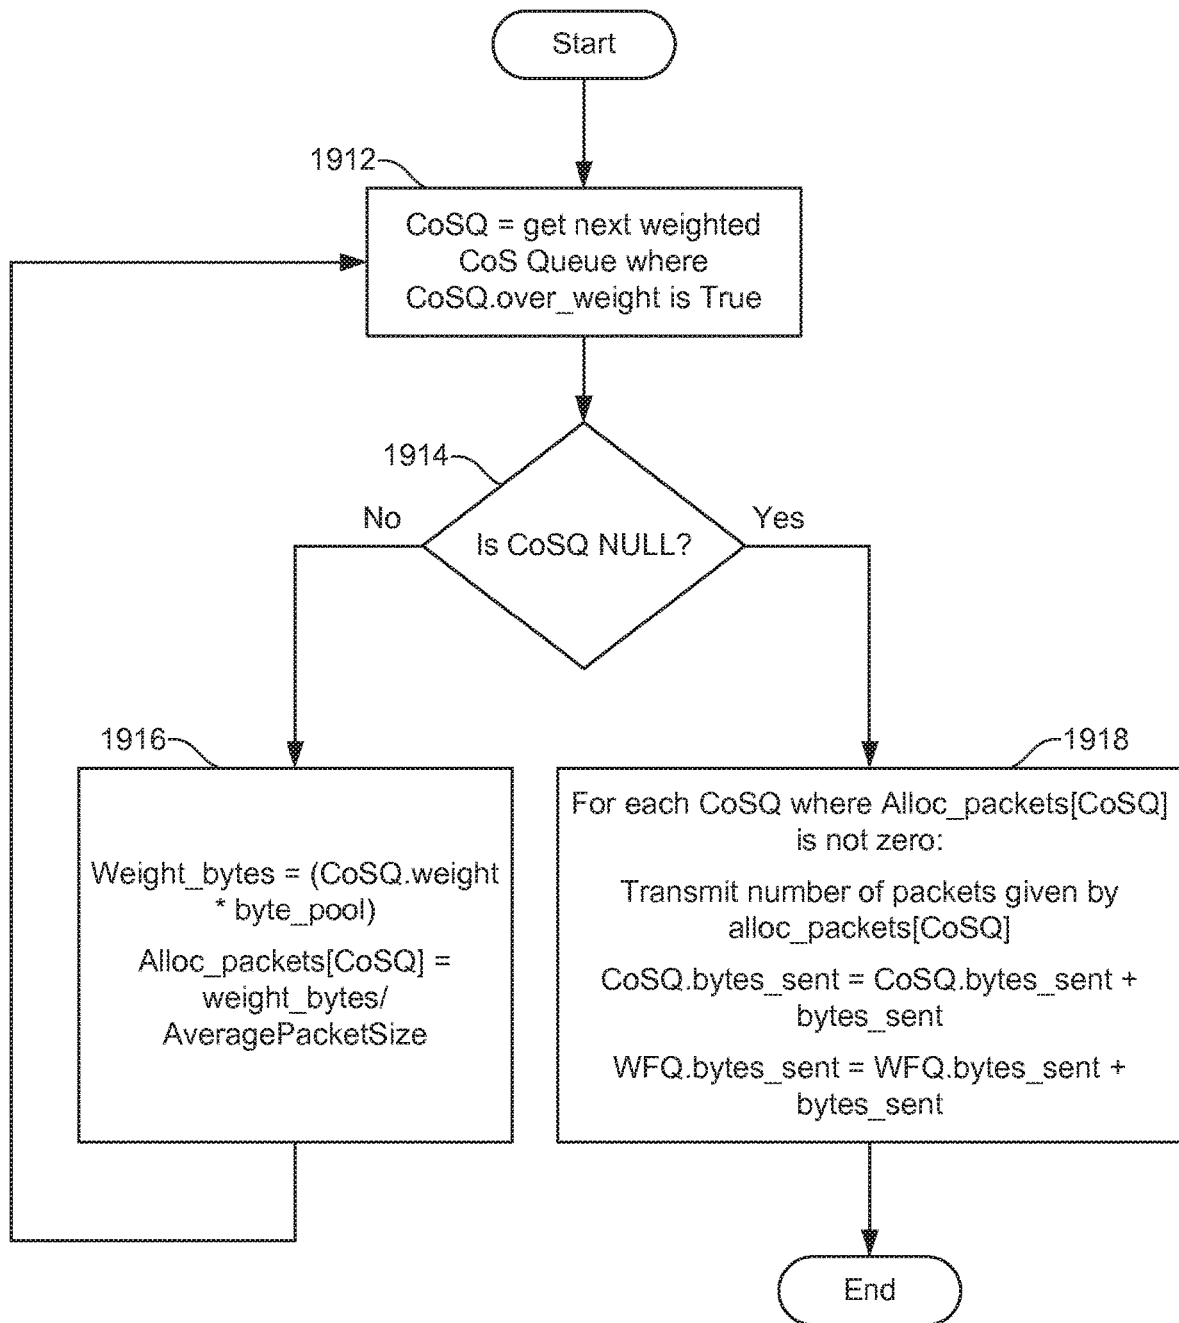 Start
1912
CoSQ = get next weighted
CoS Queue where
CoSQ.over_weight is True
1914
No
Yes
Is CoSQ NULL?
1916
1918
Weight_bytes = (CoSQ.weight
* byte_pool)
Alloc_packets[CoSQ] =
weight_bytes/
AveragePacketSize
For each CoSQ where Alloc_packets[CoSQ]
is not zero:
Transmit number of packets given by
alloc_packets[CoSQ]
CoSQ.bytes_sent = CoSQ.bytes_sent +
bytes_sent
WFQ.bytes_sent = WFQ.bytes_sent +
bytes_sent
End